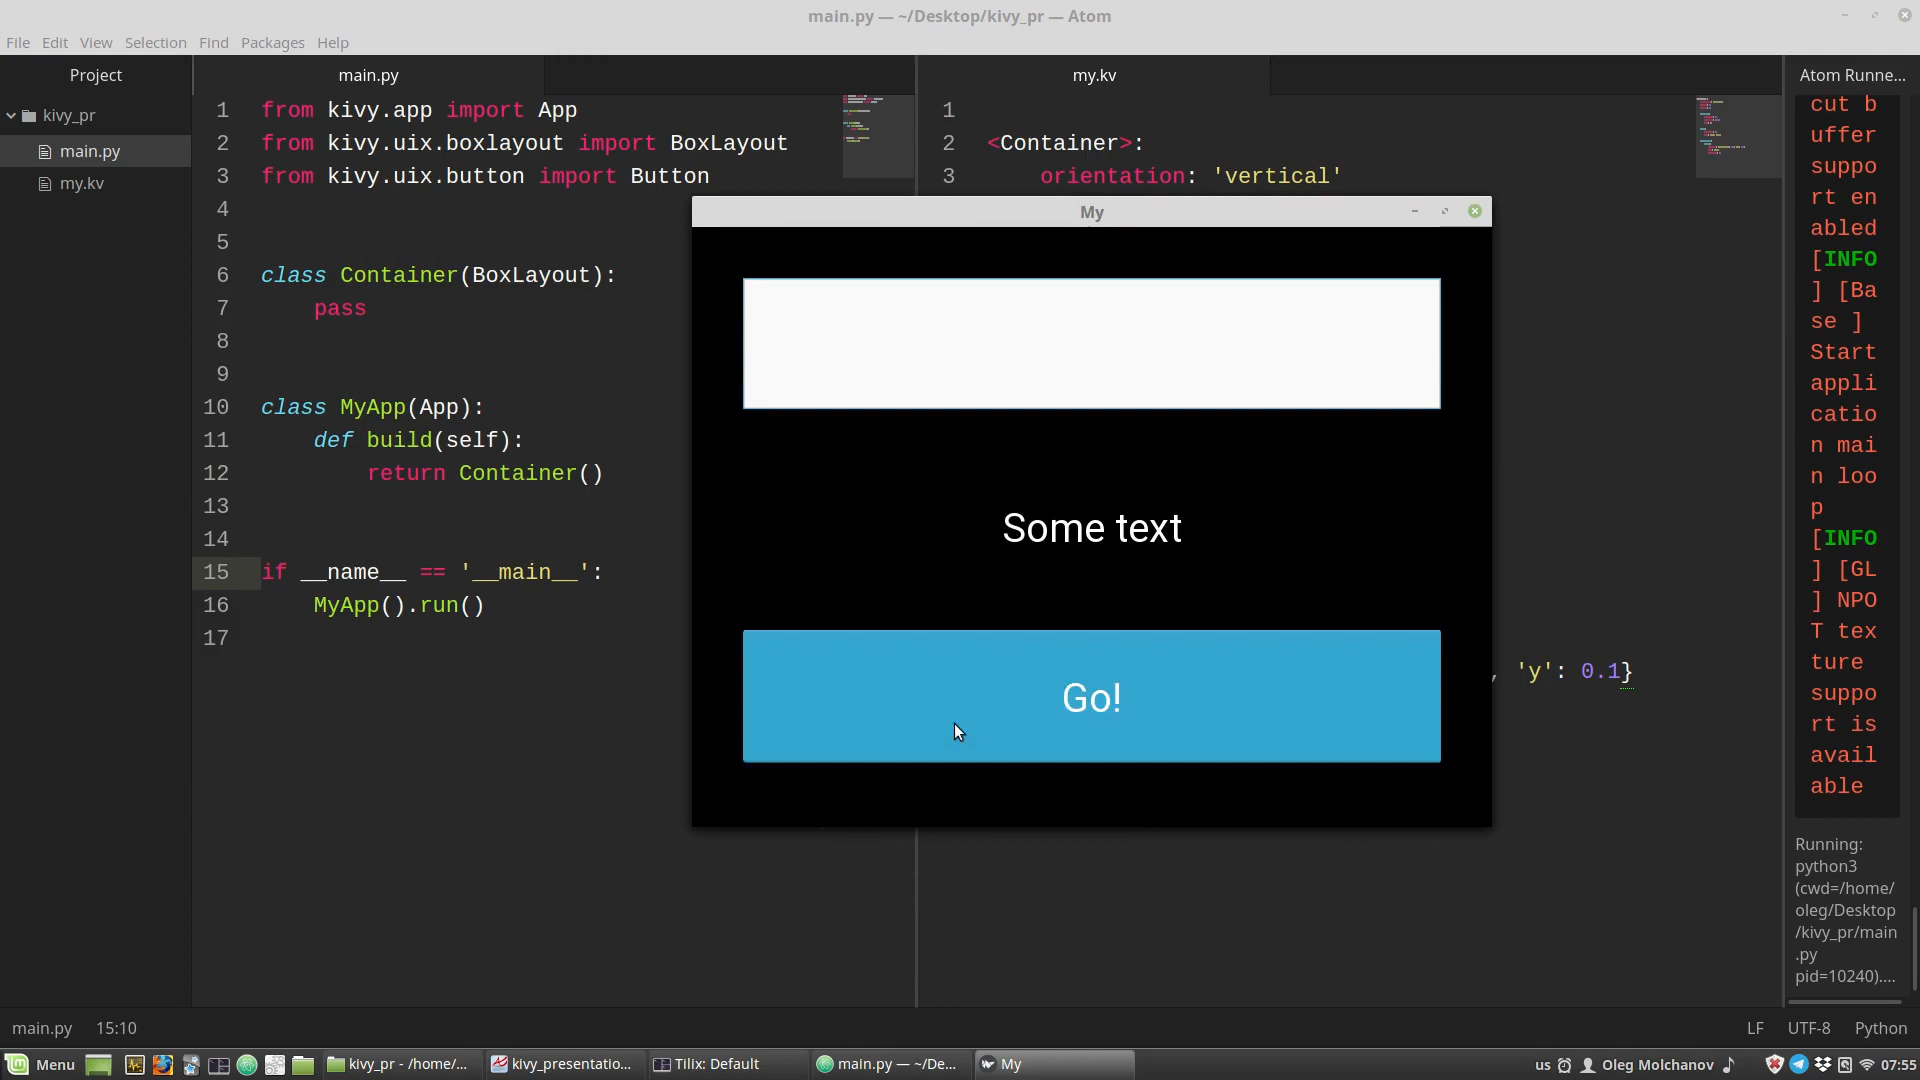 main.py — ~/Desktop/kivy_pr — Atom
File Edit View Selection Find Packages Help
Project
kivy_pr
main.py
my.kv
main.py
1 from kivy.app import App
2 from kivy.uix.boxlayout import BoxLayout
3 from kivy.uix.button import Button
4
5
6 class Container(BoxLayout):
7 pass
8
9
10 class MyApp(App):
11 def build(self):
12 return Container()
13
14
15 if __name__ == '__main__':
16 MyApp().run()
17
my.kv
1
2 <Container>:
3 orientation: 'vertical'
, 'y': 0.1}
My
Some text
Go!
Atom Runne...
cut b
uffer
suppo
rt en
abled
[INFO
] [Ba
se ]
Start
appli
catio
n mai
n loo
p
[INFO
] [GL
] NPO
T tex
ture
suppo
rt is
avail
able
Running:
python3
(cwd=/home/
oleg/Desktop
/kivy_pr/main
.py
pid=10240)....
main.py 15:10
LF UTF-8 Python
Menu
kivy_pr - /home/...
kivy_presentatio...
Tilix: Default
main.py — ~/De...
My
us
Oleg Molchanov
07:55